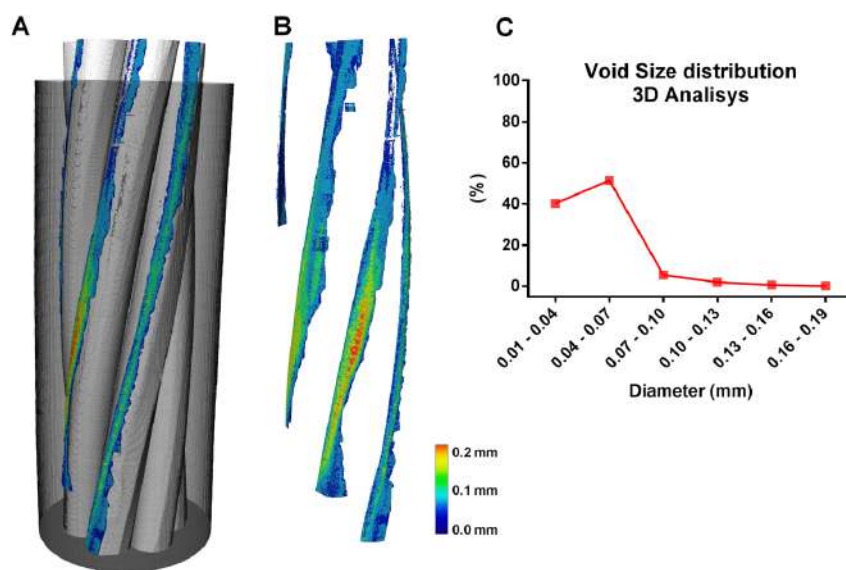 A
B
C
Void Size distribution
3D Analisys
100
80
60
40
20
0
(%)
0.01 - 0.04
0.04 - 0.07
0.07 - 0.10
0.10 - 0.13
0.13 - 0.16
0.16 - 0.19
Diameter (mm)
0.2 mm
0.1 mm
0.0 mm